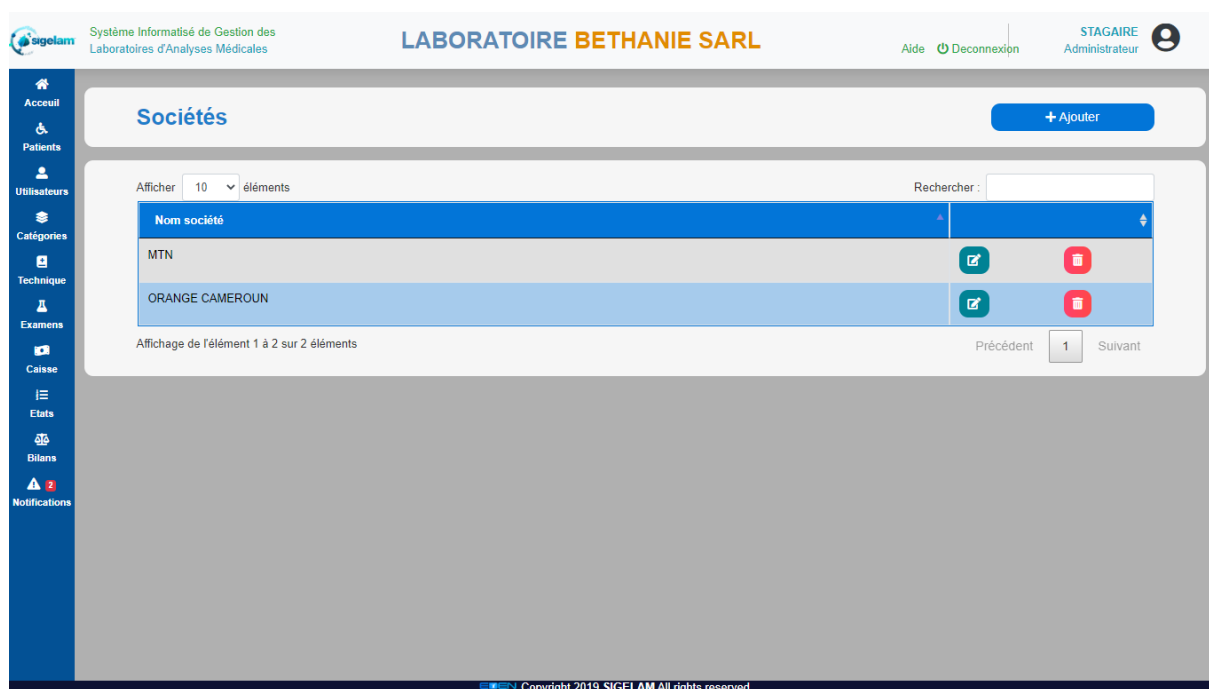 sigelam
Système Informatisé de Gestion des
Laboratoires d'Analyses Médicales
LABORATOIRE BETHANIE SARL
Aide Deconnexion
STAGAIRE
Administrateur
Acceuil
Patients
Utilisateurs
Catégories
Technique
Examens
Caisse
Etats
Bilans
2
Notifications
Sociétés
+ Ajouter
Afficher 10 éléments
Rechercher :
Nom société
MTN
ORANGE CAMEROUN
Affichage de l'élément 1 à 2 sur 2 éléments
Précédent 1 Suivant
Copyright 2019 SIGELAM All rights reserved